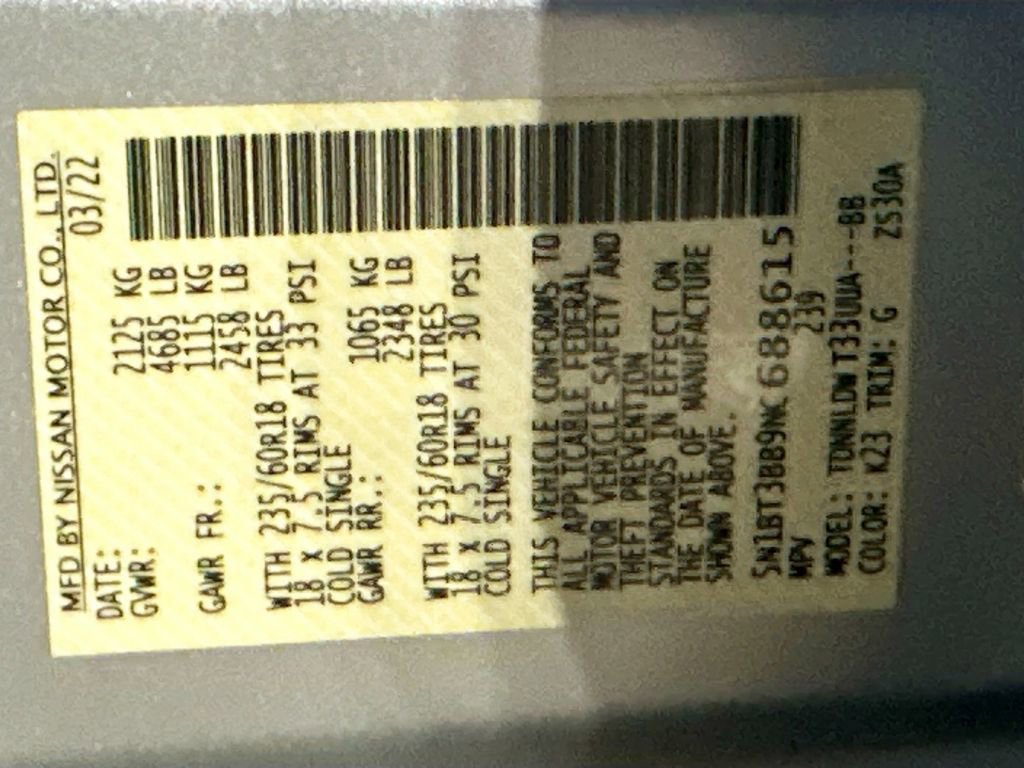 MFD BY NISSAN MOTOR CO., LTD.
DATE: 03/22
GVWR: 2125 KG
4685 LB
GAWR FR.: 1115 KG
2458 LB
WITH 235/60R18 TIRES
18 x 7.5 RIMS AT 33 PSI
COLD SINGLE
GAWR RR.: 1065 KG
2348 LB
WITH 235/60R18 TIRES
18 x 7.5 RIMS AT 30 PSI
COLD SINGLE
THIS VEHICLE CONFORMS TO
ALL APPLICABLE FEDERAL
MOTOR VEHICLE SAFETY AND
THEFT PREVENTION
STANDARDS IN EFFECT ON
THE DATE OF MANUFACTURE
SHOWN ABOVE.
5N1BT3BB9NC688615
MPV 239
MODEL: TDNNLDWT33UUA---BB
COLOR: K23 TRIM: G ZS30A